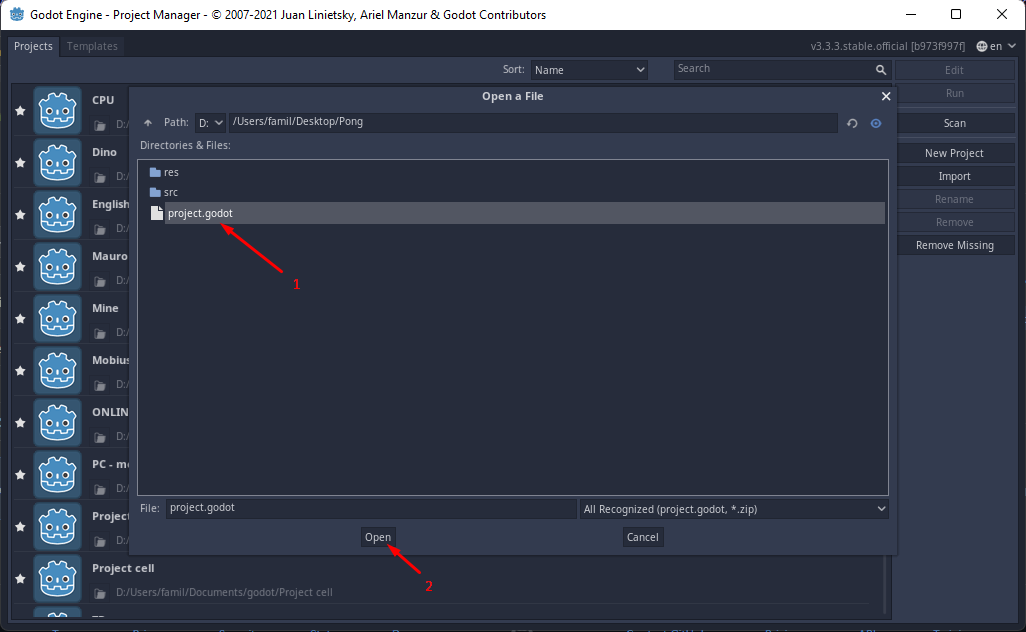 Godot Engine - Project Manager - © 2007-2021 Juan Linietsky, Ariel Manzur & Godot Contributors
Projects Templates
v3.3.3.stable.official [b973f997f] en
Sort: Name Search
Edit
Run
Scan
New Project
Import
Rename
Remove
Remove Missing
CPU
D:/
Dino
D:/
English
D:/
Mauro
D:/
Mine
D:/
Mobius
D:/
ONLIN
D:/
PC - m
D:/
Project
D:/
Project cell
D:/Users/famil/Documents/godot/Project cell
Open a File
Path: D: /Users/famil/Desktop/Pong
Directories & Files:
res
src
project.godot
1
File: project.godot All Recognized (project.godot, *.zip)
Open Cancel
2